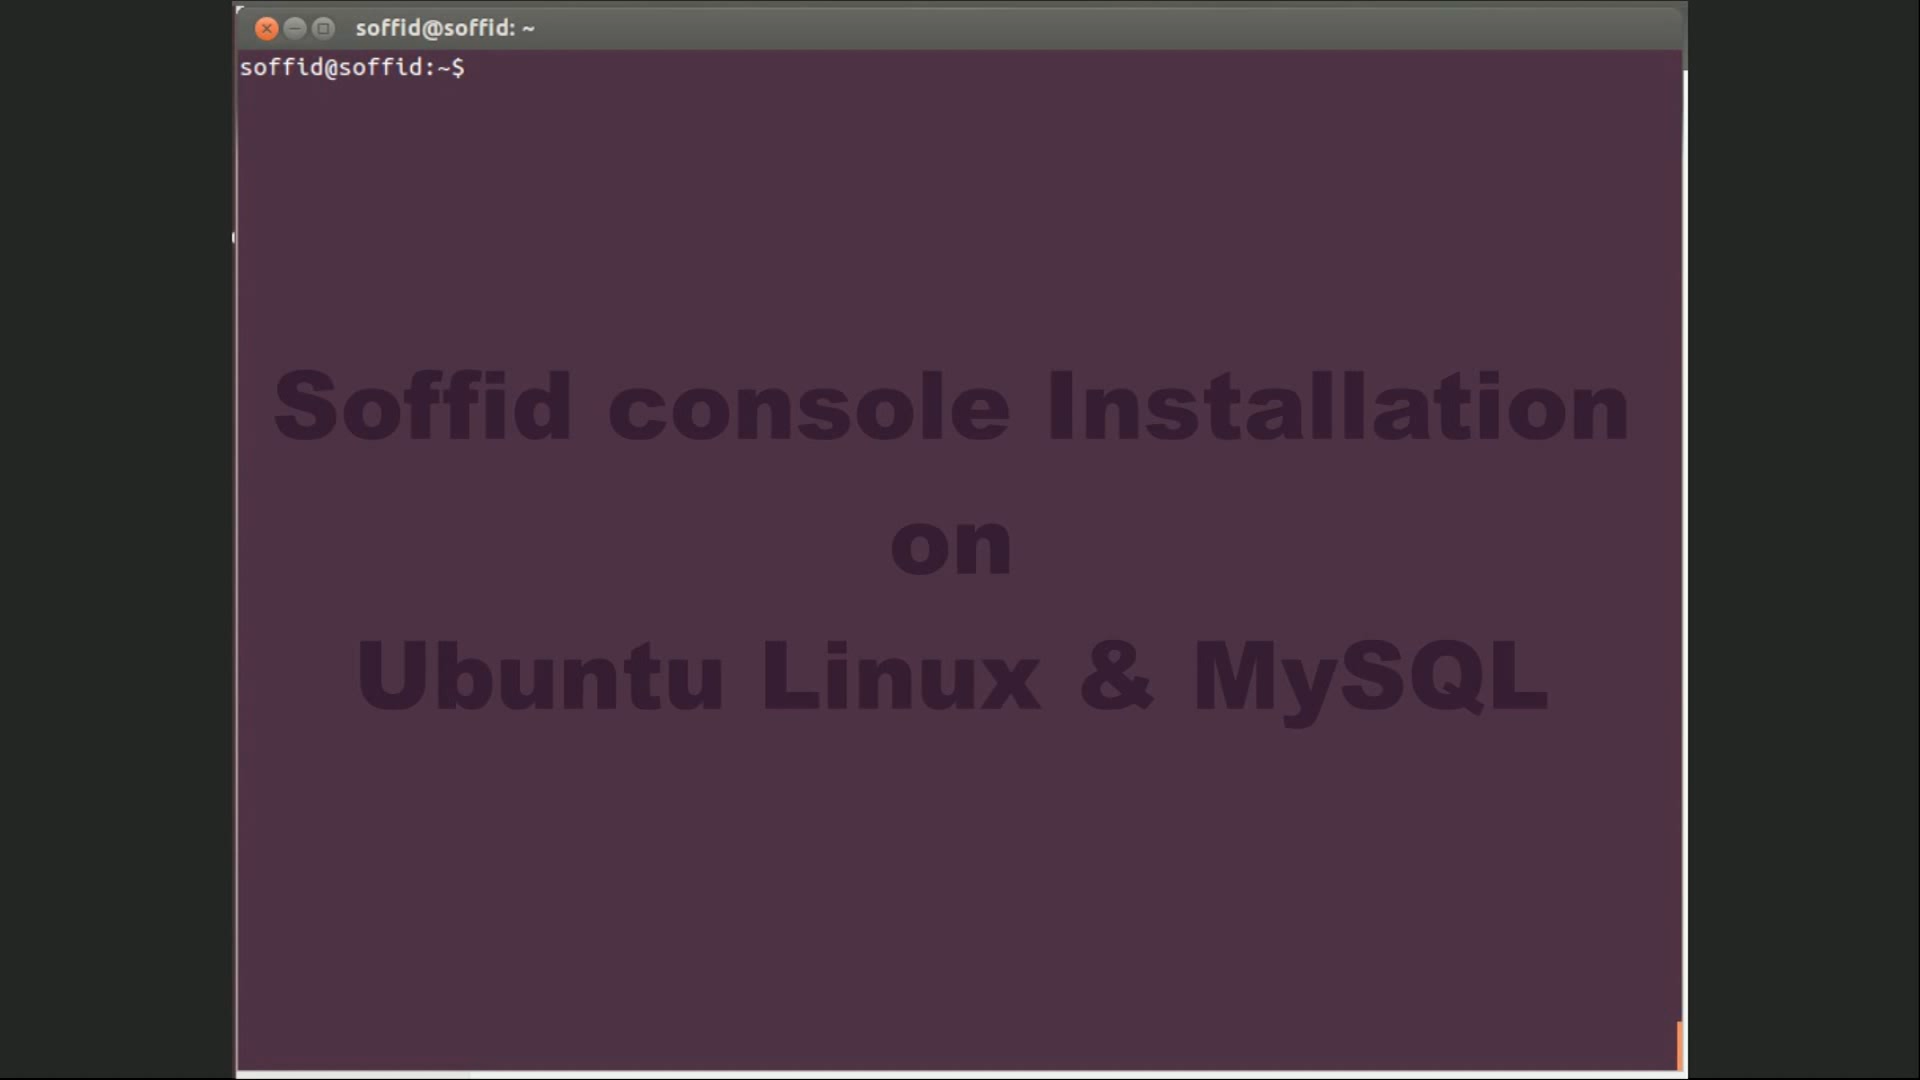 soffid@soffid: ~
soffid@soffid:~$
Soffid console Installation
on
Ubuntu Linux & MySQL